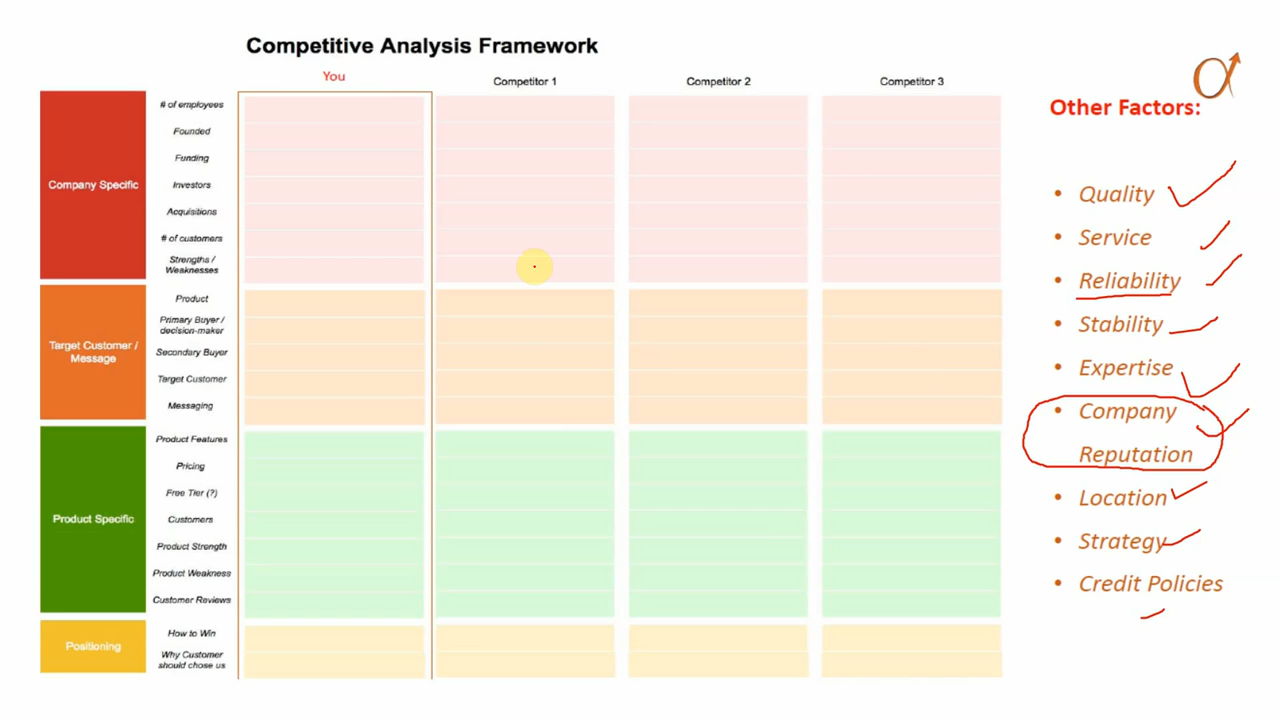 Competitive Analysis Framework
You
Competitor 1
Competitor 2
Competitor 3
Company Specific
# of employees
Founded
Funding
Investors
Acquisitions
# of customers
Strengths /
Weaknesses
Target Customer /
Message
Product
Primary Buyer /
decision-maker
Secondary Buyer
Target Customer
Messaging
Product Specific
Product Features
Pricing
Free Tier (?)
Customers
Product Strength
Product Weakness
Customer Reviews
Positioning
How to Win
Why Customer
should chose us
Other Factors:
• Quality
• Service
• Reliability
• Stability
• Expertise
• Company
Reputation
• Location
• Strategy
• Credit Policies